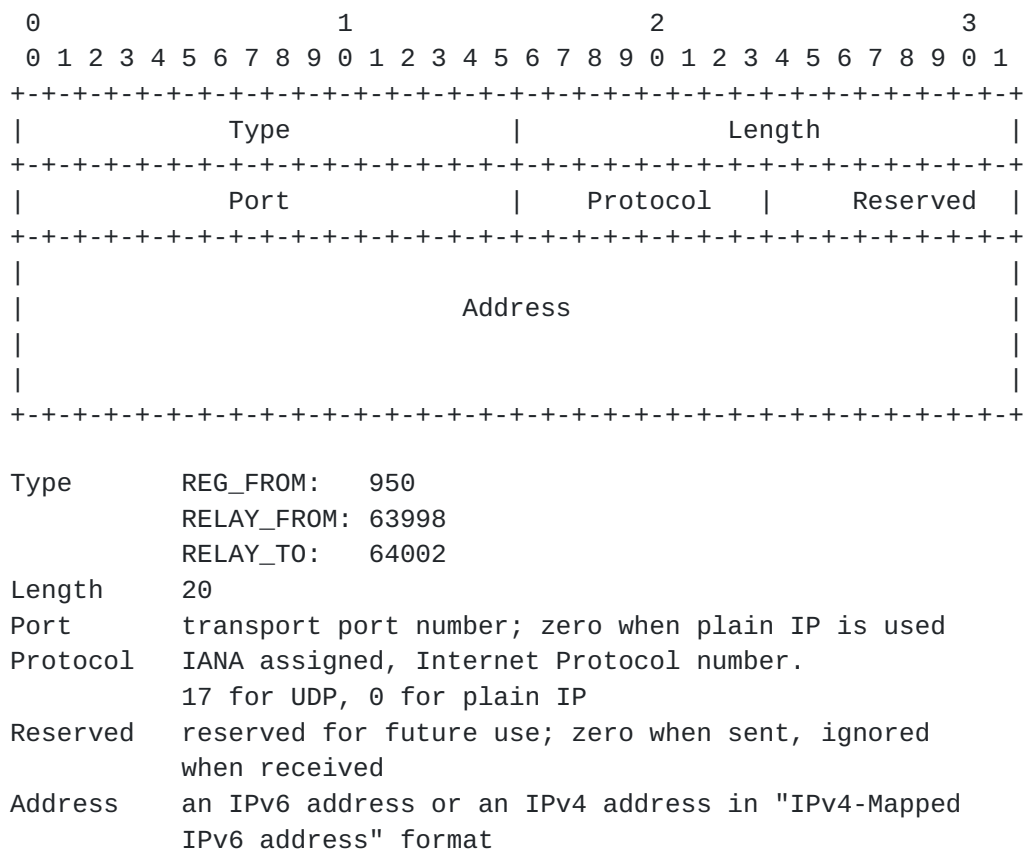 0                   1                   2                   3
 0 1 2 3 4 5 6 7 8 9 0 1 2 3 4 5 6 7 8 9 0 1 2 3 4 5 6 7 8 9 0 1
+-+-+-+-+-+-+-+-+-+-+-+-+-+-+-+-+-+-+-+-+-+-+-+-+-+-+-+-+-+-+-+-+
|             Type              |             Length            |
+-+-+-+-+-+-+-+-+-+-+-+-+-+-+-+-+-+-+-+-+-+-+-+-+-+-+-+-+-+-+-+-+
|             Port              |    Protocol   |     Reserved  |
+-+-+-+-+-+-+-+-+-+-+-+-+-+-+-+-+-+-+-+-+-+-+-+-+-+-+-+-+-+-+-+-+
|                                                               |
|                            Address                            |
|                                                               |
|                                                               |
+-+-+-+-+-+-+-+-+-+-+-+-+-+-+-+-+-+-+-+-+-+-+-+-+-+-+-+-+-+-+-+-+

Type       REG_FROM:   950
           RELAY_FROM: 63998
           RELAY_TO:   64002
Length     20
Port       transport port number; zero when plain IP is used
Protocol   IANA assigned, Internet Protocol number.
           17 for UDP, 0 for plain IP
Reserved   reserved for future use; zero when sent, ignored
           when received
Address    an IPv6 address or an IPv4 address in "IPv4-Mapped
           IPv6 address" format